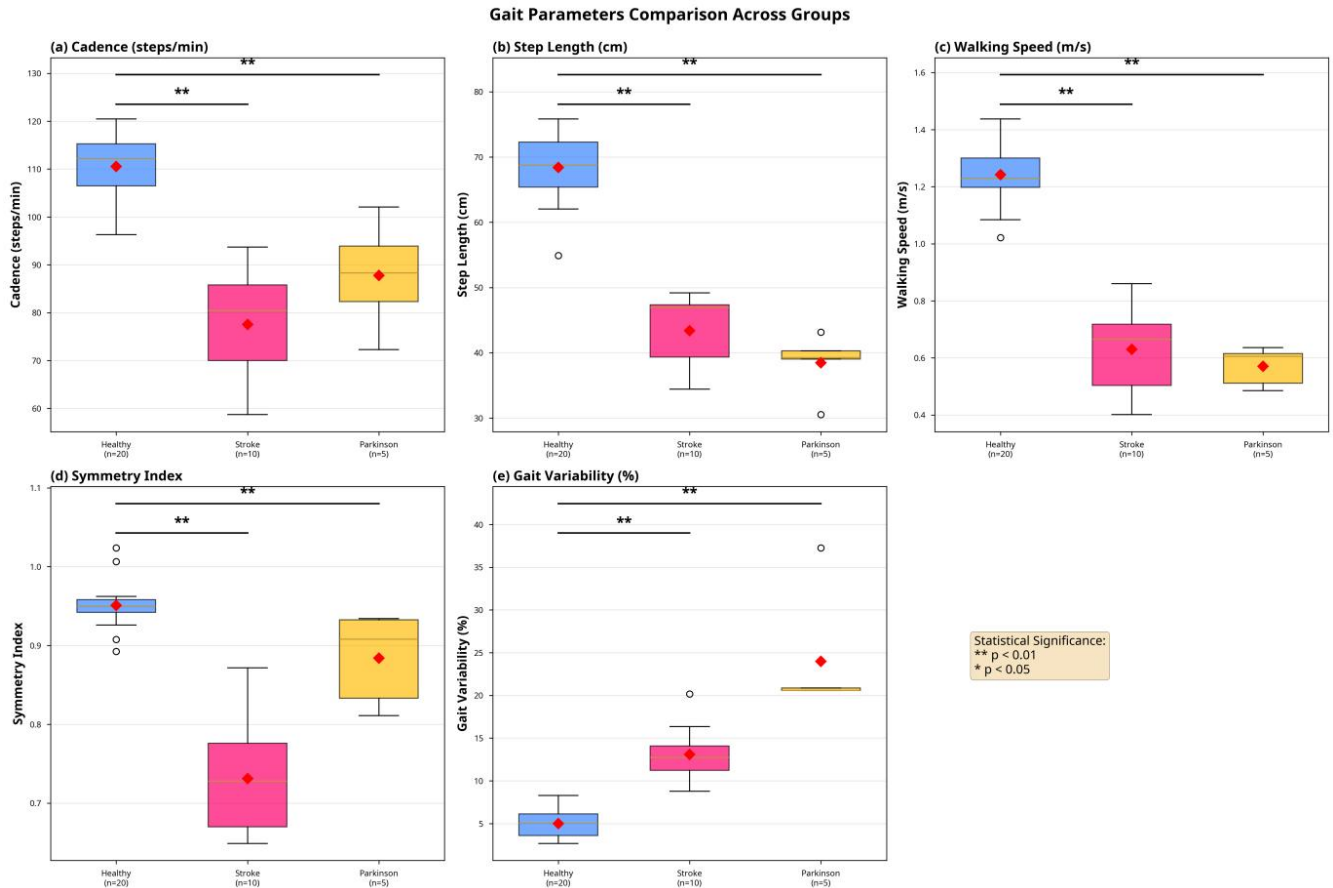 Gait Parameters Comparison Across Groups
(a) Cadence (steps/min)
Cadence (steps/min)
130
120
110
100
90
80
70
60
**
**
Healthy
(n=20)
Stroke
(n=10)
Parkinson
(n=5)
(b) Step Length (cm)
Step Length (cm)
80
70
60
50
40
30
**
**
Healthy
(n=20)
Stroke
(n=10)
Parkinson
(n=5)
(c) Walking Speed (m/s)
Walking Speed (m/s)
1.6
1.4
1.2
1.0
0.8
0.6
0.4
**
**
Healthy
(n=20)
Stroke
(n=10)
Parkinson
(n=5)
(d) Symmetry Index
Symmetry Index
1.1
1.0
0.9
0.8
0.7
**
**
Healthy
(n=20)
Stroke
(n=10)
Parkinson
(n=5)
(e) Gait Variability (%)
Gait Variability (%)
40
35
30
25
20
15
10
5
**
**
Healthy
(n=20)
Stroke
(n=10)
Parkinson
(n=5)
Statistical Significance:
** p < 0.01
* p < 0.05